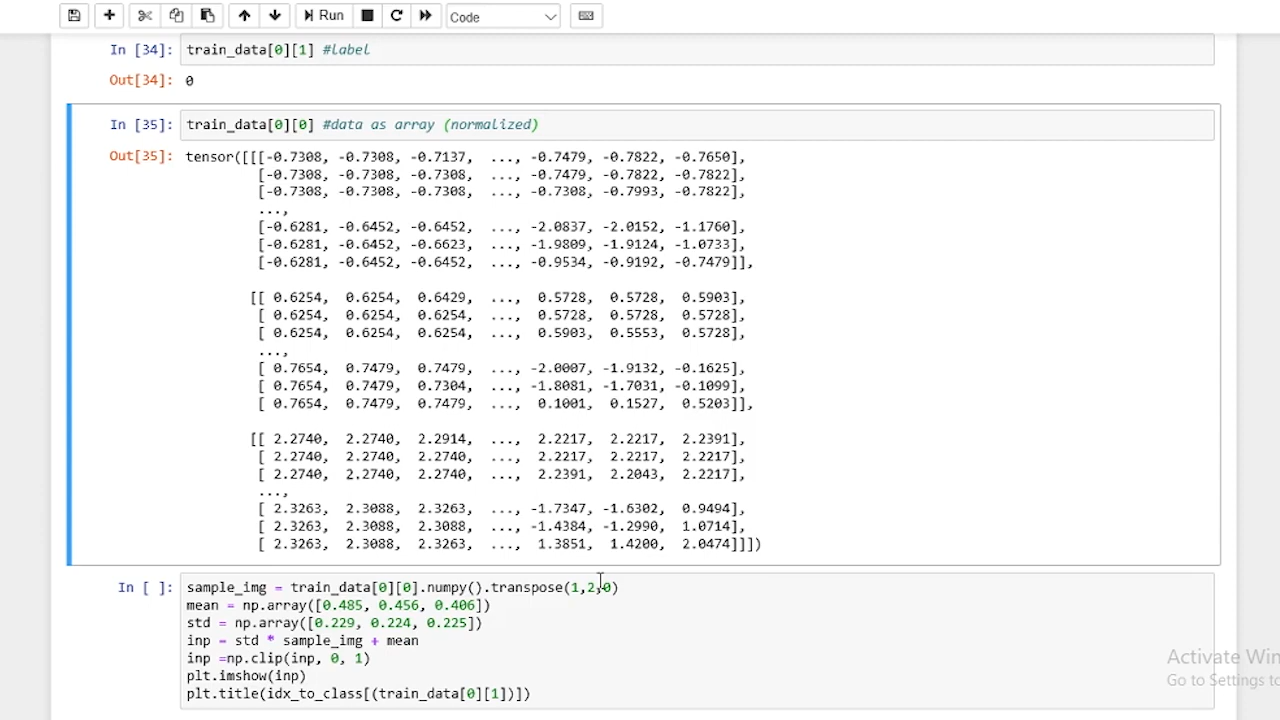 Run
Code
In [34]: train_data[0][1] #label
Out[34]: 0
In [35]: train_data[0][0] #data as array (normalized)
Out[35]: tensor([[[-0.7308, -0.7308, -0.7137,  ..., -0.7479, -0.7822, -0.7650],
[-0.7308, -0.7308, -0.7308,  ..., -0.7479, -0.7822, -0.7822],
[-0.7308, -0.7308, -0.7308,  ..., -0.7308, -0.7993, -0.7822],
...,
[-0.6281, -0.6452, -0.6452,  ..., -2.0837, -2.0152, -1.1760],
[-0.6281, -0.6452, -0.6623,  ..., -1.9809, -1.9124, -1.0733],
[-0.6281, -0.6452, -0.6452,  ..., -0.9534, -0.9192, -0.7479]],
[[ 0.6254,  0.6254,  0.6429,  ...,  0.5728,  0.5728,  0.5903],
[ 0.6254,  0.6254,  0.6254,  ...,  0.5728,  0.5728,  0.5728],
[ 0.6254,  0.6254,  0.6254,  ...,  0.5903,  0.5553,  0.5728],
...,
[ 0.7654,  0.7479,  0.7479,  ..., -2.0007, -1.9132, -0.1625],
[ 0.7654,  0.7479,  0.7304,  ..., -1.8081, -1.7031, -0.1099],
[ 0.7654,  0.7479,  0.7479,  ...,  0.1001,  0.1527,  0.5203]],
[[ 2.2740,  2.2740,  2.2914,  ...,  2.2217,  2.2217,  2.2391],
[ 2.2740,  2.2740,  2.2740,  ...,  2.2217,  2.2217,  2.2217],
[ 2.2740,  2.2740,  2.2740,  ...,  2.2391,  2.2043,  2.2217],
...,
[ 2.3263,  2.3088,  2.3088,  ..., -1.7347, -1.6302,  0.9494],
[ 2.3263,  2.3088,  2.3088,  ..., -1.4384, -1.2990,  1.0714],
[ 2.3263,  2.3088,  2.3263,  ...,  1.3851,  1.4200,  2.0474]]])
In [ ]: sample_img = train_data[0][0].numpy().transpose(1,2,0)
mean = np.array([0.485, 0.456, 0.406])
std = np.array([0.229, 0.224, 0.225])
inp = std * sample_img + mean
inp =np.clip(inp, 0, 1)
plt.imshow(inp)
plt.title(idx_to_class[(train_data[0][1])])
Activate Win
Go to Settings to